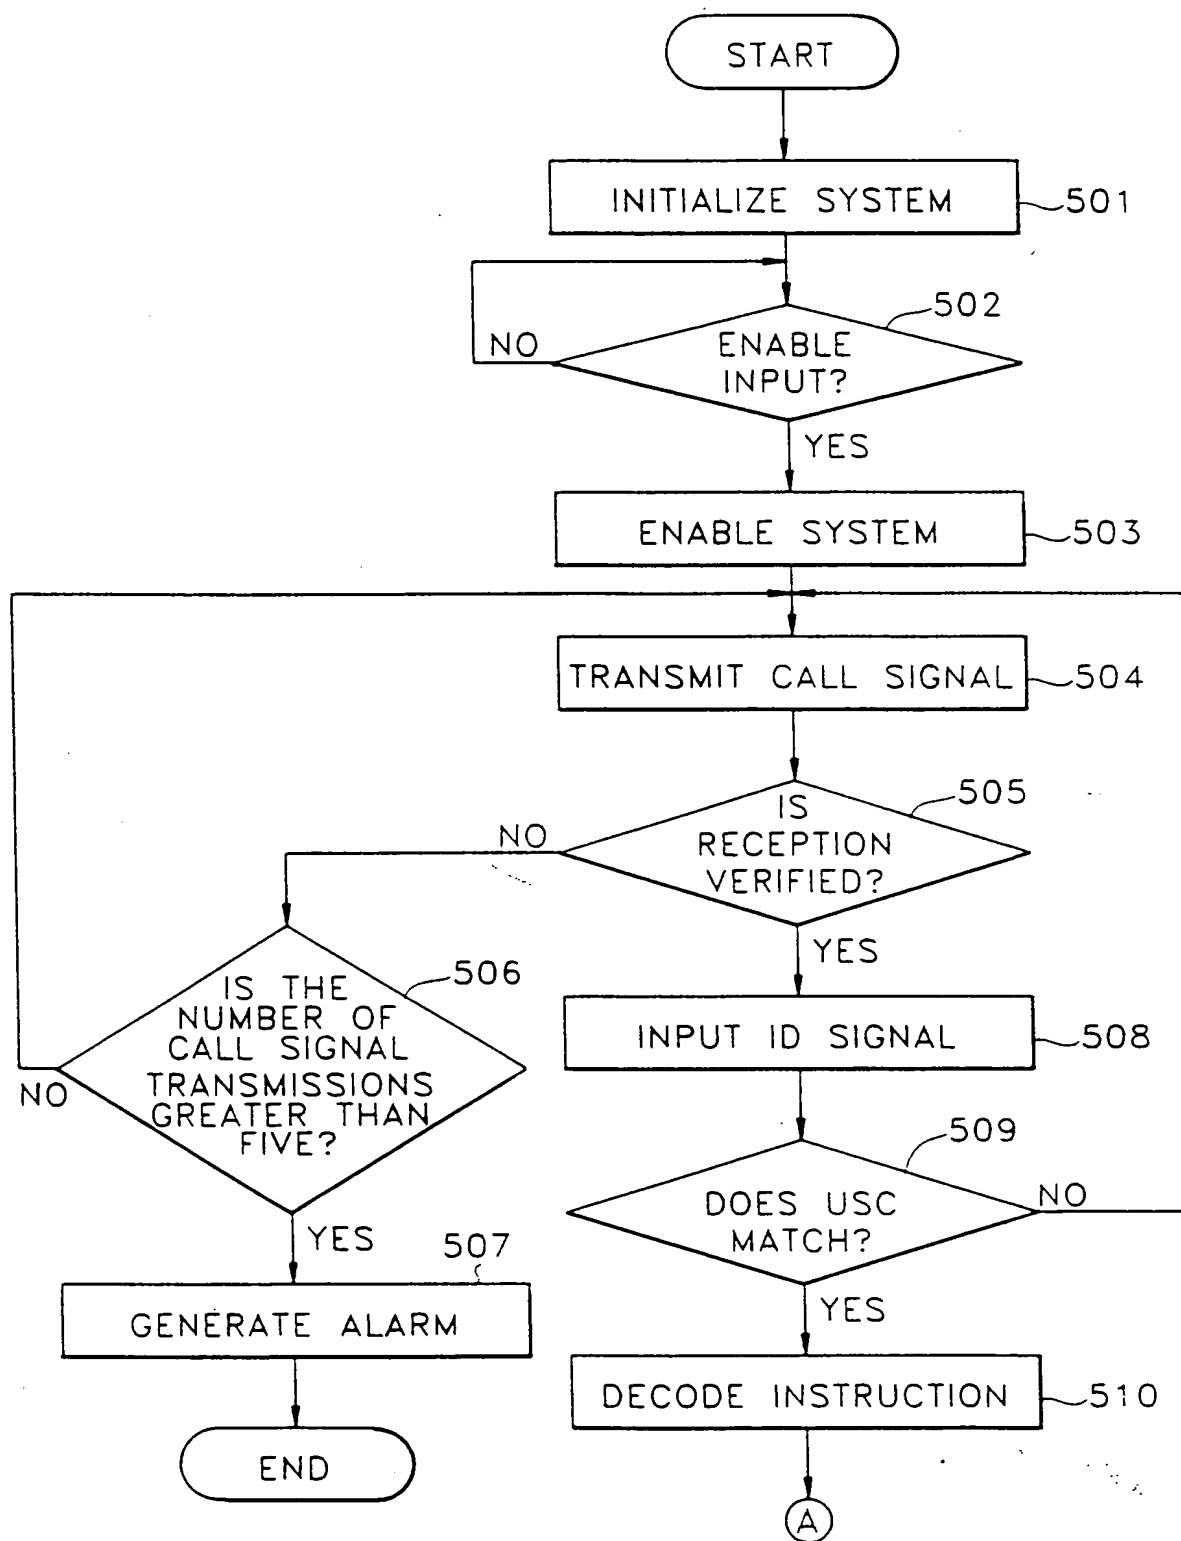 START
INITIALIZE SYSTEM
501
502
NO
ENABLE
INPUT?
YES
ENABLE SYSTEM
503
TRANSMIT CALL SIGNAL
504
505
IS
RECEPTION
VERIFIED?
NO
YES
506
IS THE
NUMBER OF
CALL SIGNAL
TRANSMISSIONS
GREATER THAN
FIVE?
NO
INPUT ID SIGNAL
508
509
DOES USC
MATCH?
NO
YES
507
GENERATE ALARM
YES
DECODE INSTRUCTION
510
END
A